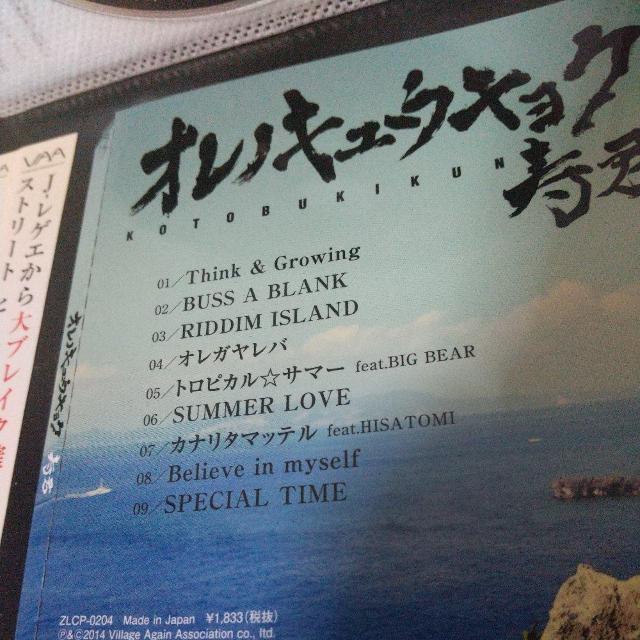 オレノキュウキョク
寿君
KOTOBUKIKUN
01/Think & Growing
02/BUSS A BLANK
03/RIDDIM ISLAND
04/オレガヤレバ
05/トロピカル☆サマー feat.BIG BEAR
06/SUMMER LOVE
07/カナリタマッテル feat.HISATOMI
08/Believe in myself
09/SPECIAL TIME
ZLCP-0204 Made in Japan ¥1,833(税抜)
℗&©2014 Village Again Association co., ltd.
J-レゲエから大ブレイク
ストリート
オレノキュウキョク 寿君